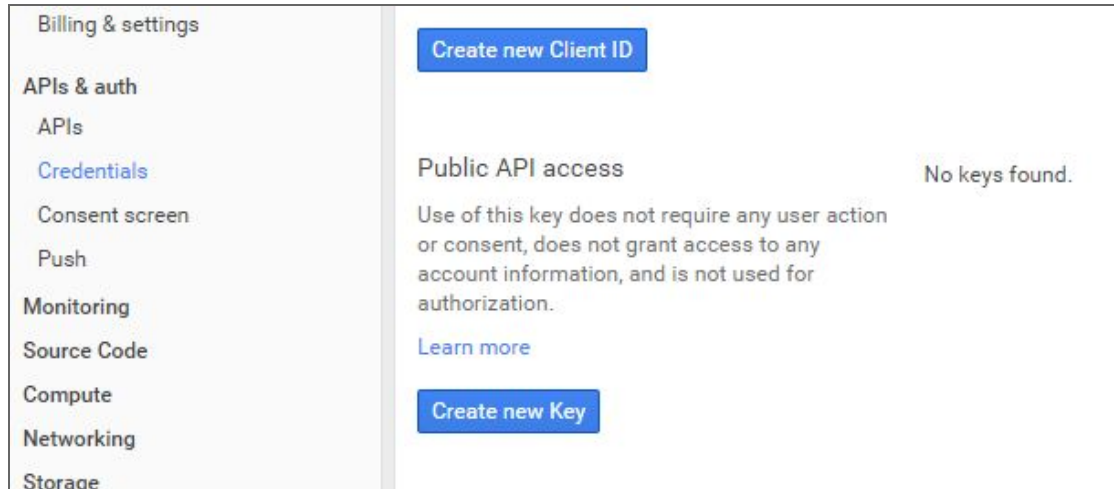 Billing & settings
APIs & auth
APIs
Credentials
Consent screen
Push
Monitoring
Source Code
Compute
Networking
Storage
Create new Client ID
Public API access
Use of this key does not require any user action
or consent, does not grant access to any
account information, and is not used for
authorization.
Learn more
Create new Key
No keys found.